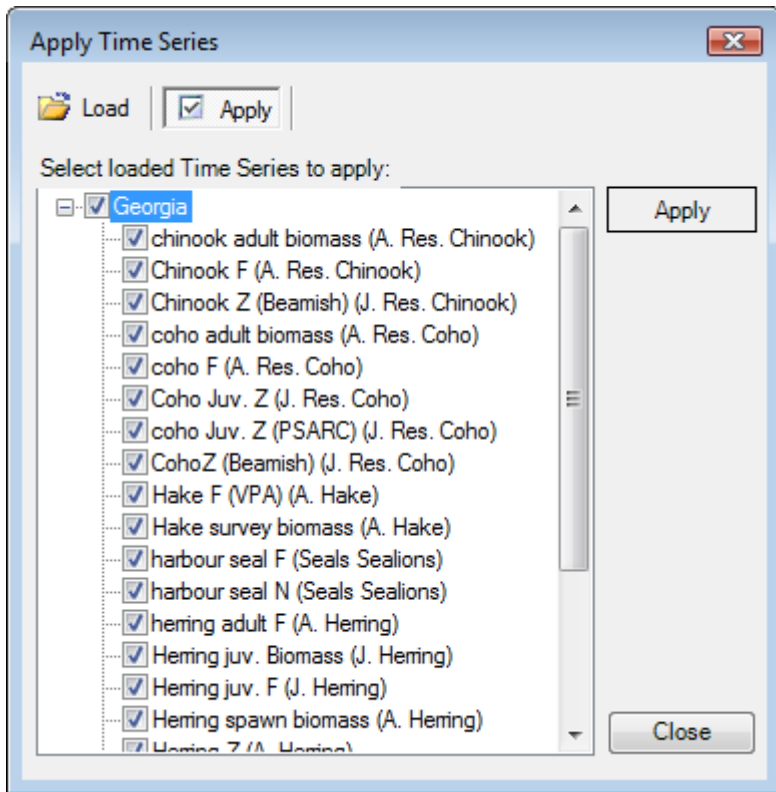 Apply Time Series
Load Apply
Select loaded Time Series to apply:
Georgia
chinook adult biomass (A. Res. Chinook)
Chinook F (A. Res. Chinook)
Chinook Z (Beamish) (J. Res. Chinook)
coho adult biomass (A. Res. Coho)
coho F (A. Res. Coho)
Coho Juv. Z (J. Res. Coho)
coho Juv. Z (PSARC) (J. Res. Coho)
CohoZ (Beamish) (J. Res. Coho)
Hake F (VPA) (A. Hake)
Hake survey biomass (A. Hake)
harbour seal F (Seals Sealions)
harbour seal N (Seals Sealions)
herring adult F (A. Herring)
Herring juv. Biomass (J. Herring)
Herring juv. F (J. Herring)
Herring spawn biomass (A. Herring)
Herring Z (A. Herring)
Apply
Close